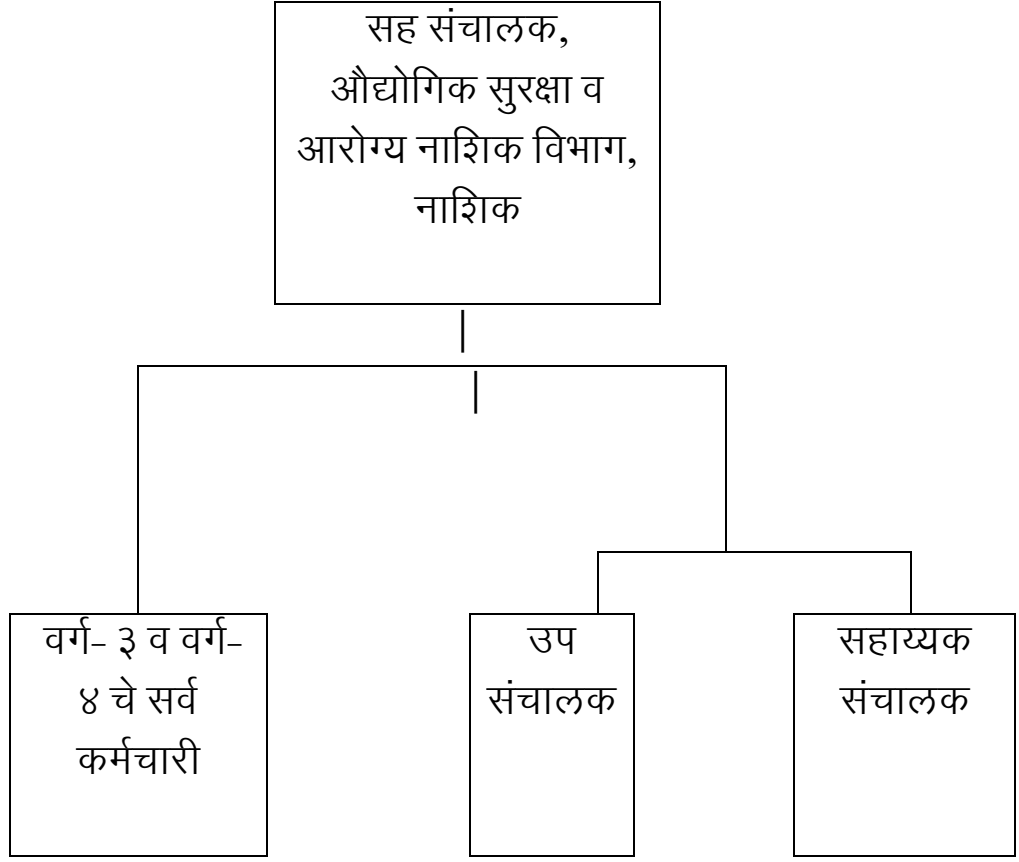 सह संचालक,
औद्योगिक सुरक्षा व
आरोग्य नाशिक विभाग,
नाशिक
वर्ग- ३ व वर्ग-
४ चे सर्व
कर्मचारी
उप
संचालक
सहाय्यक
संचालक